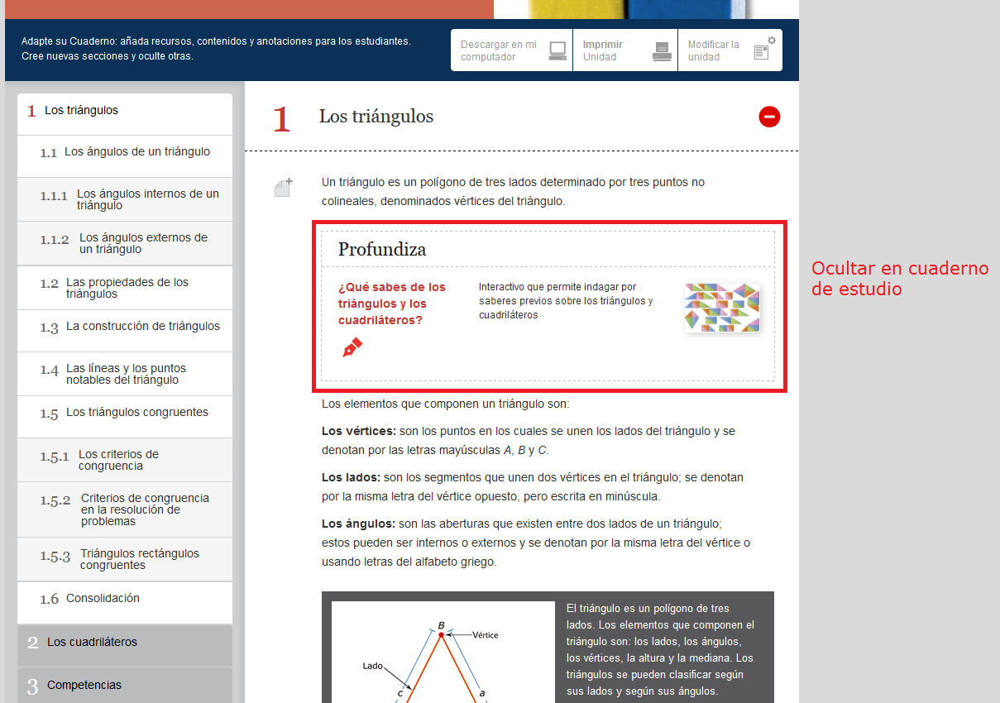 Adapte su Cuaderno: añada recursos, contenidos y anotaciones para los estudiantes.
Cree nuevas secciones y oculte otras.
Descargar en mi
computador
Imprimir
Unidad
Modificar la
unidad
1 Los triángulos
1.1 Los ángulos de un triángulo
1.1.1 Los ángulos internos de un
triángulo
1.1.2 Los ángulos externos de
un triángulo
1.2 Las propiedades de los
triángulos
1.3 La construcción de triángulos
1.4 Las líneas y los puntos
notables del triángulo
1.5 Los triángulos congruentes
1.5.1 Los criterios de
congruencia
1.5.2 Criterios de congruencia
en la resolución de
problemas
1.5.3 Triángulos rectángulos
congruentes
1.6 Consolidación
2 Los cuadriláteros
3 Competencias
1 Los triángulos
Un triángulo es un polígono de tres lados determinado por tres puntos no
colineales, denominados vértices del triángulo.
Profundiza
¿Qué sabes de los
triángulos y los
cuadriláteros?
Interactivo que permite indagar por
saberes previos sobre los triángulos y
cuadriláteros
Ocultar en cuaderno
de estudio
Los elementos que componen un triángulo son:
Los vértices: son los puntos en los cuales se unen los lados del triángulo y se
denotan por las letras mayúsculas A, B y C.
Los lados: son los segmentos que unen dos vértices en el triángulo; se denotan
por la misma letra del vértice opuesto, pero escrita en minúscula.
Los ángulos: son las aberturas que existen entre dos lados de un triángulo;
estos pueden ser internos o externos y se denotan por la misma letra del vértice o
usando letras del alfabeto griego.
B
Vértice
Lado
c
a
El triángulo es un polígono de tres
lados. Los elementos que componen el
triángulo son: los lados, los ángulos,
los vértices, la altura y la mediana. Los
triángulos se pueden clasificar según
sus lados y según sus ángulos.